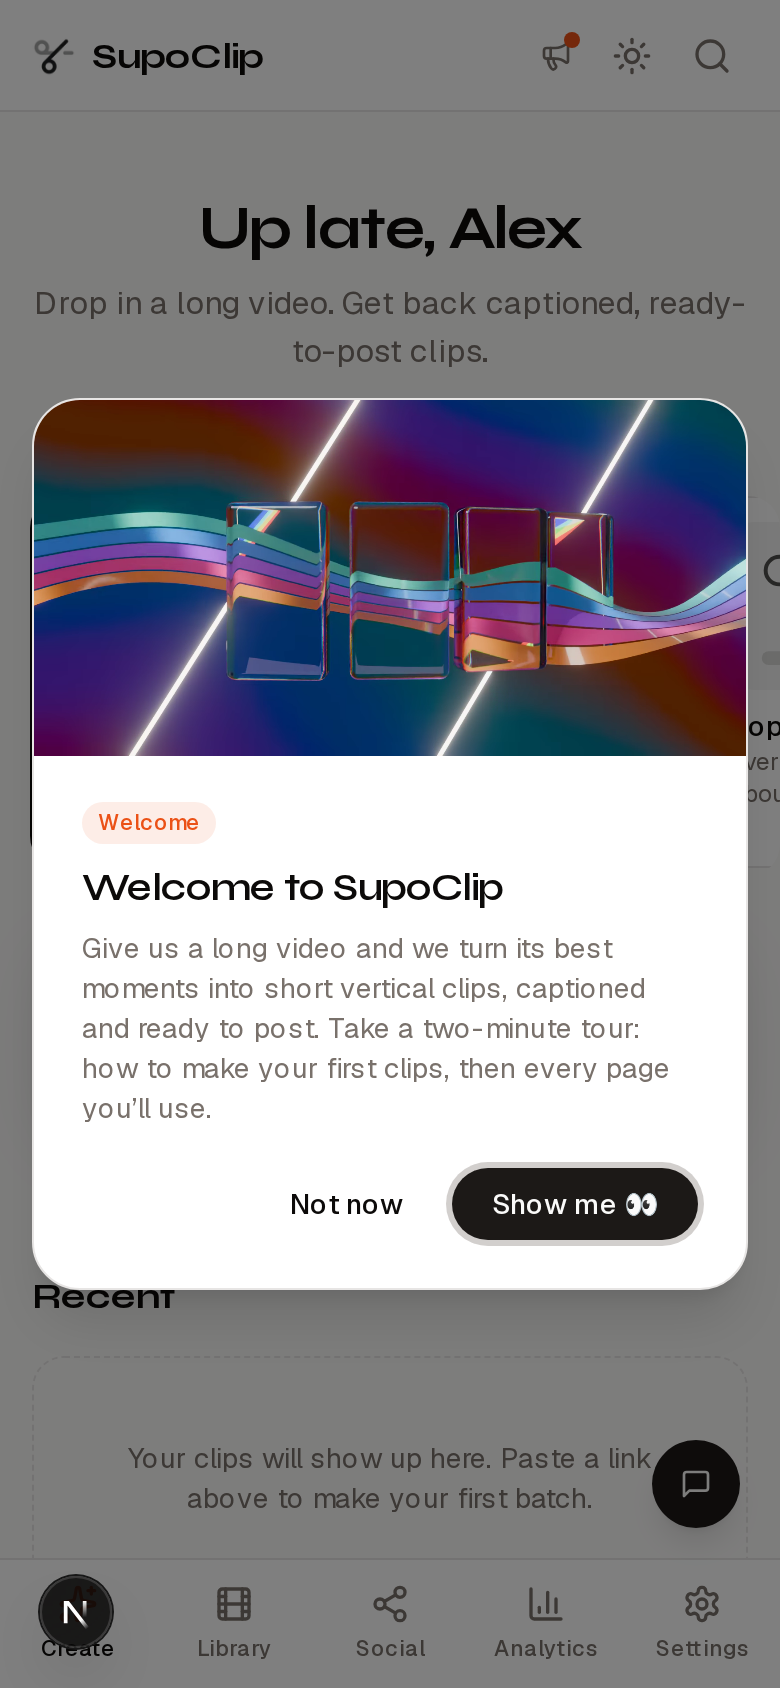 SupoClip
Up late, Alex
Drop in a long video. Get back captioned, ready-
to-post clips.
op
ver
bou
Welcome
Welcome to SupoClip
Give us a long video and we turn its best
moments into short vertical clips, captioned
and ready to post. Take a two-minute tour:
how to make your first clips, then every page
you’ll use.
Not now
Show me 👀
Recent
Your clips will show up here. Paste a link
above to make your first batch.
N
Create
Library
Social
Analytics
Settings